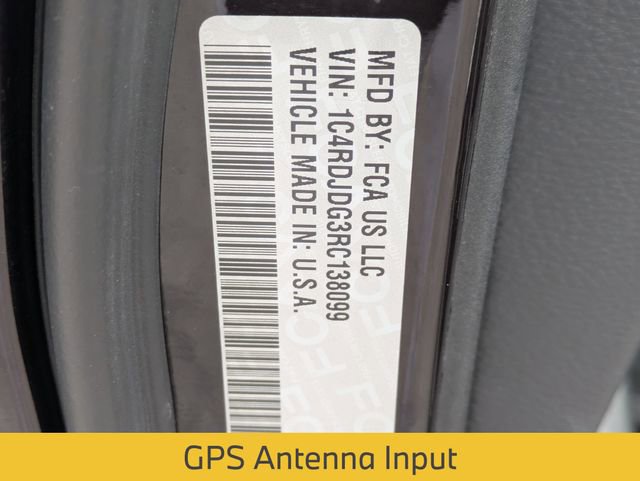 MFD BY: FCA US LLC
VIN: 1C4RDJDG3RC138099
VEHICLE MADE IN: U.S.A.
GPS Antenna Input